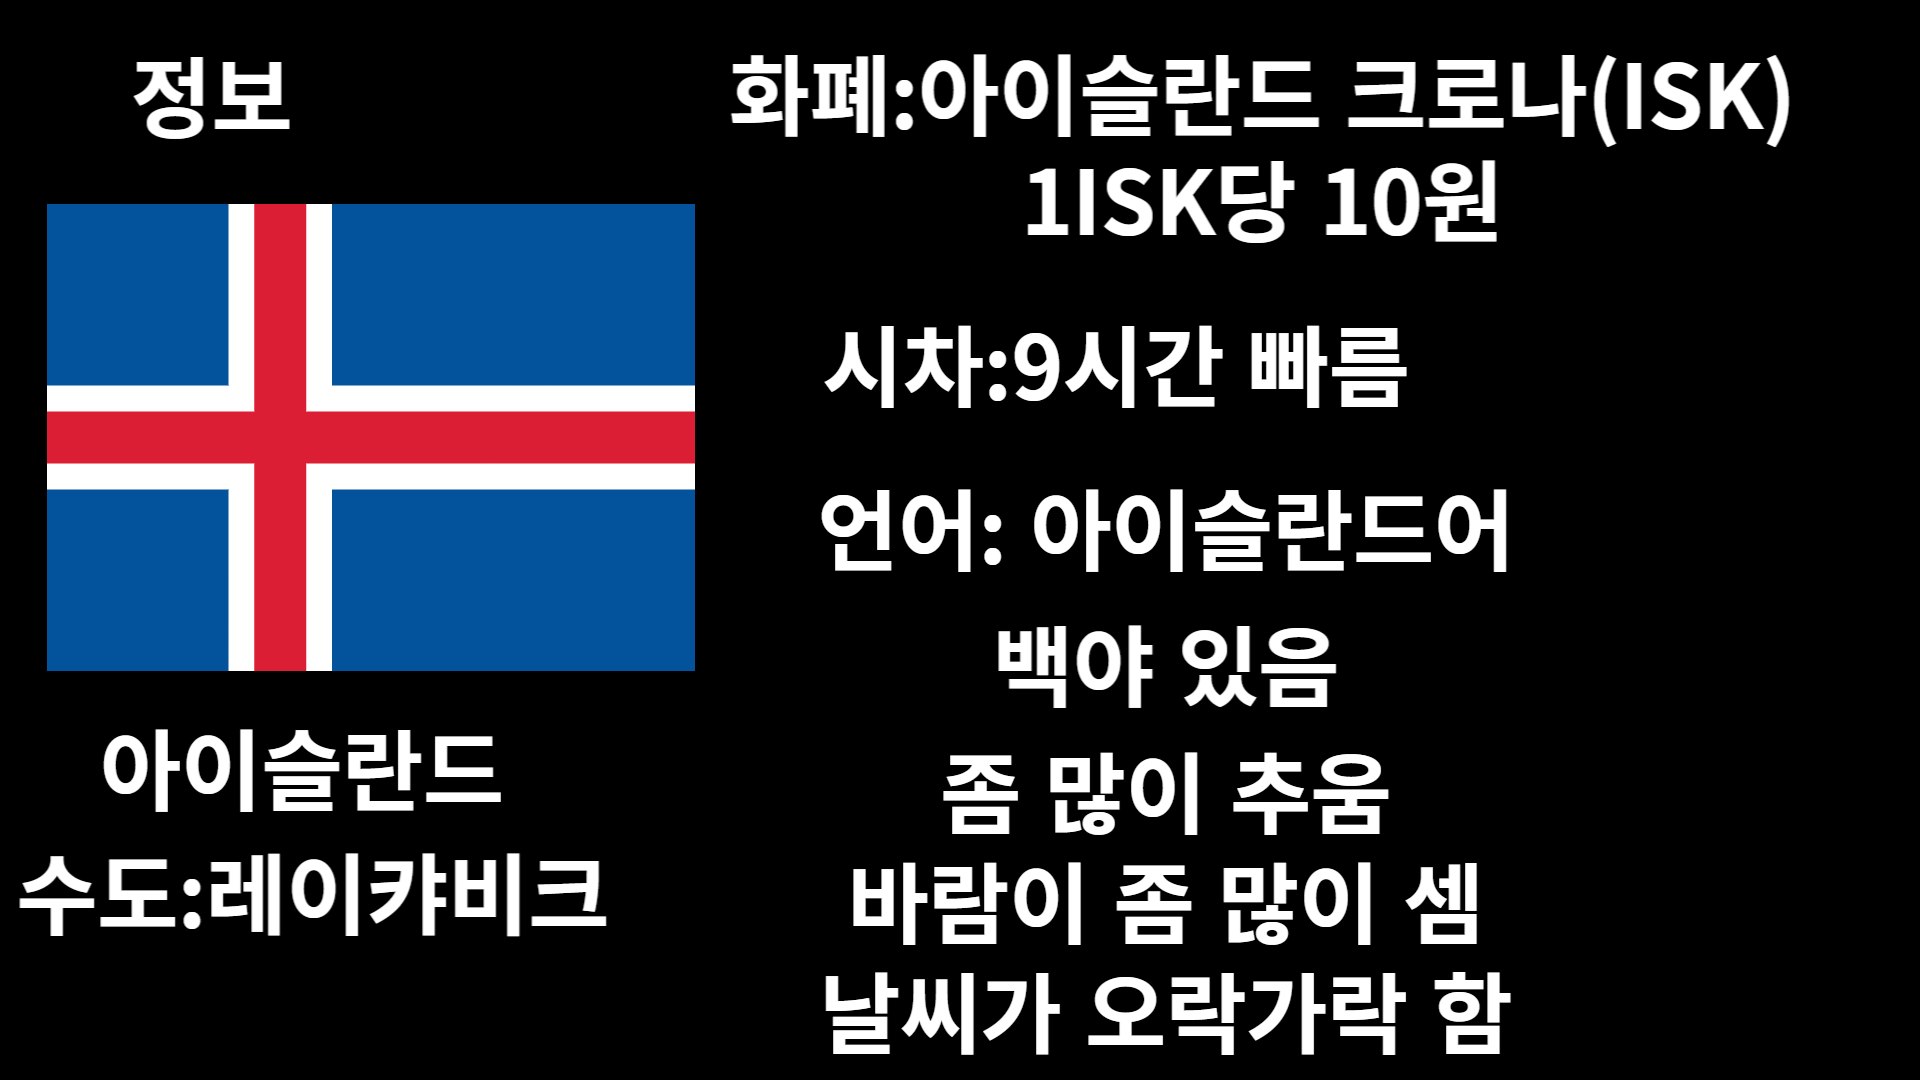 정보
아이슬란드
수도:레이캬비크
화폐:아이슬란드 크로나(ISK)
1ISK당 10원
시차:9시간 빠름
언어: 아이슬란드어
백야 있음
좀 많이 추움
바람이 좀 많이 셈
날씨가 오락가락 함